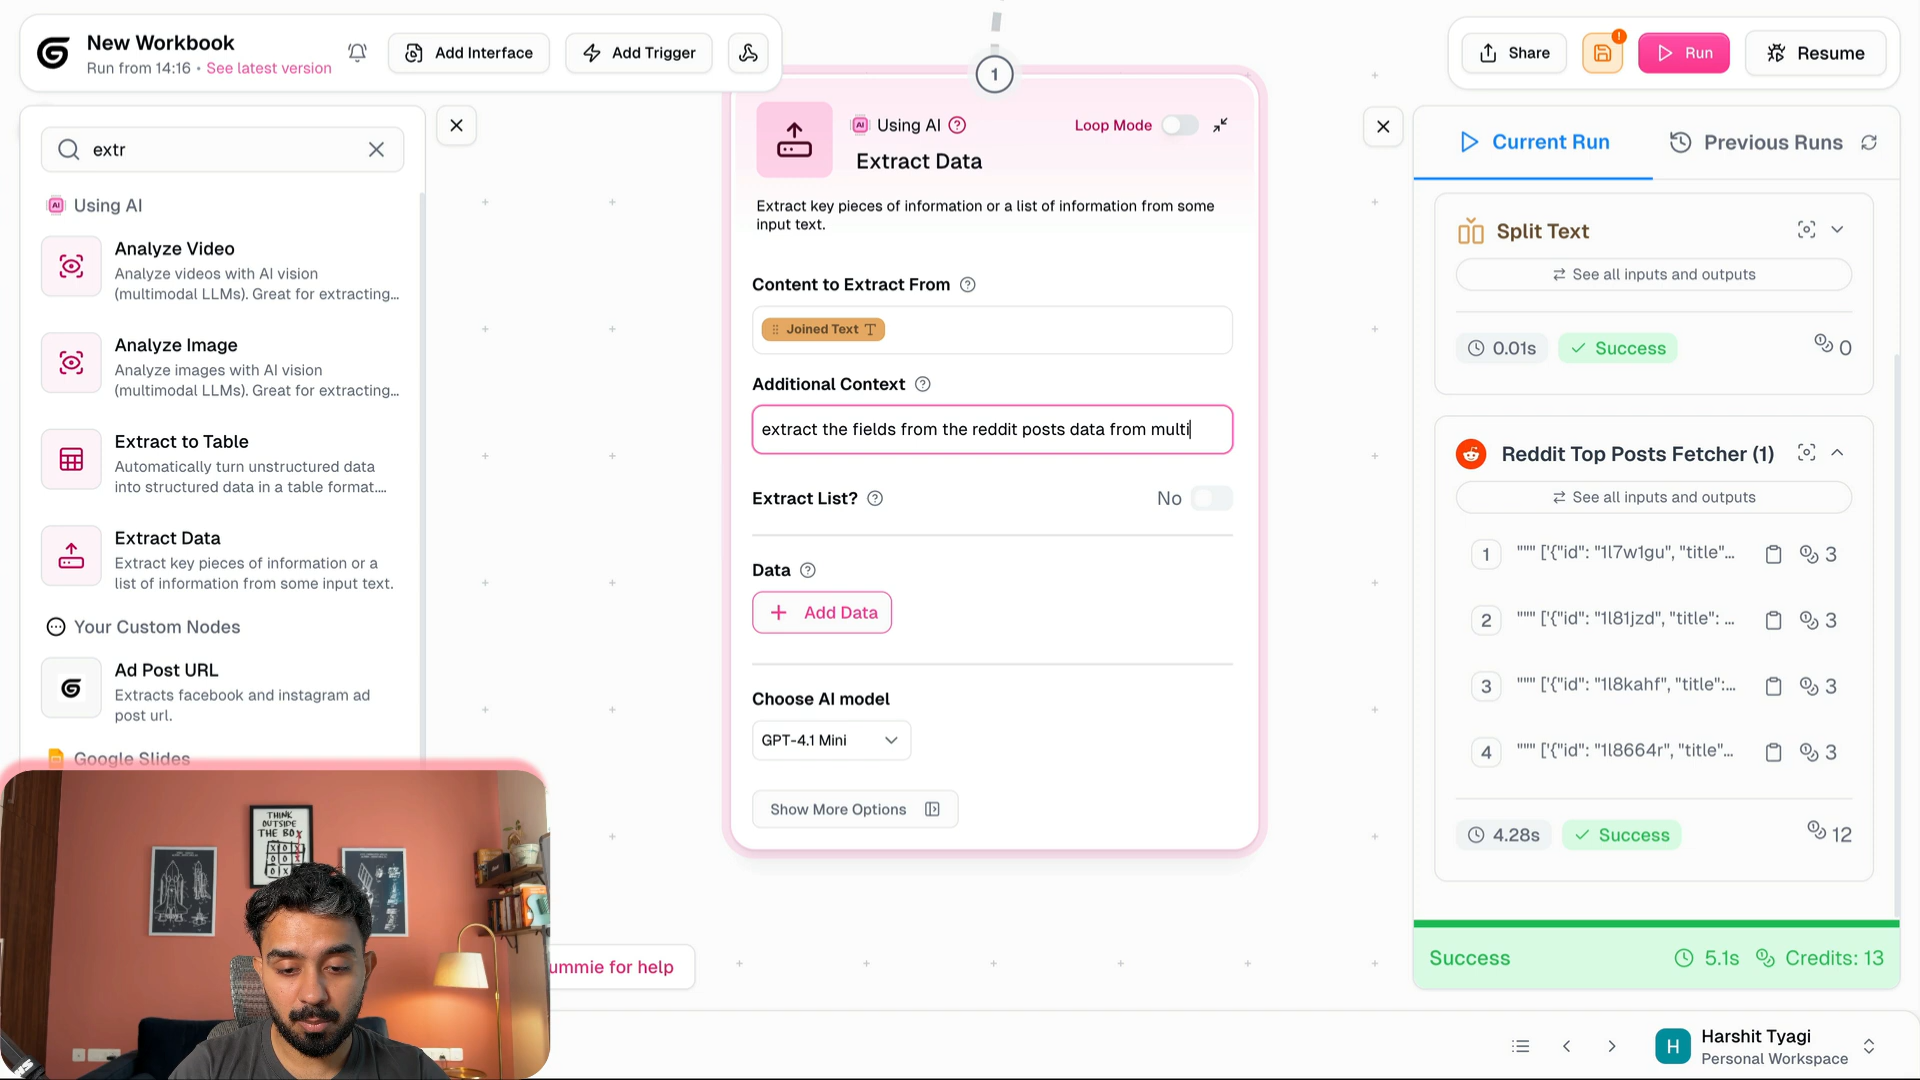 New Workbook
Run from 14:16 • See latest version
Add Interface
Add Trigger
1
Share
!
Run
Resume
extr
Using AI
Analyze Video
Analyze videos with AI vision
(multimodal LLMs). Great for extracting...
Analyze Image
Analyze images with AI vision
(multimodal LLMs). Great for extracting...
Extract to Table
Automatically turn unstructured data
into structured data in a table format....
Extract Data
Extract key pieces of information or a
list of information from some input text.
Your Custom Nodes
Ad Post URL
Extracts facebook and instagram ad
post url.
Google Slides
AI Using AI
Loop Mode
Extract Data
Extract key pieces of information or a list of information from some
input text.
Content to Extract From
Joined Text T
Additional Context
extract the fields from the reddit posts data from multi
Extract List?
No
Data
+ Add Data
Choose AI model
GPT-4.1 Mini
Show More Options
ummie for help
Current Run
Previous Runs
Split Text
See all inputs and outputs
0.01s
Success
0
Reddit Top Posts Fetcher (1)
See all inputs and outputs
1 """ ['{"id": "1l7w1gu", "title"... 3
2 """ ['{"id": "1l81jzd", "title": ... 3
3 """ ['{"id": "1l8kahf", "title":... 3
4 """ ['{"id": "1l8664r", "title"... 3
4.28s
Success
12
Success
5.1s
Credits: 13
H
Harshit Tyagi
Personal Workspace
THINK
OUTSIDE
THE BOX